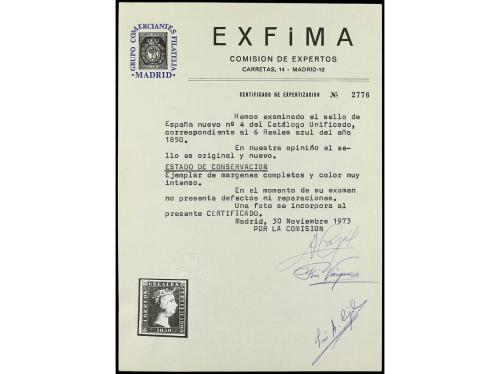 GRUPO COMERCIANTES FILATELIA
·MADRID·
EXFiMA
COMISION DE EXPERTOS
CARRETAS, 14 - MADRID-12
CERTIFICADO DE EXPERTIZACION Nº 2776
Hemos examinado el sello de
España nuevo nº 4 del Catálogo Unificado,
correspondiente al 6 Reales azul del año
1850.
En nuestra opinión el se-
llo es original y nuevo.
ESTADO DE CONSERVACION
Ejemplar de márgenes completos y color muy
intenso.
En el momento de su examen
no presenta defectos ni reparaciones.
Una foto se incorpora al
presente CERTIFICADO.
Madrid, 30 Noviembre 1973
POR LA COMISION
1850